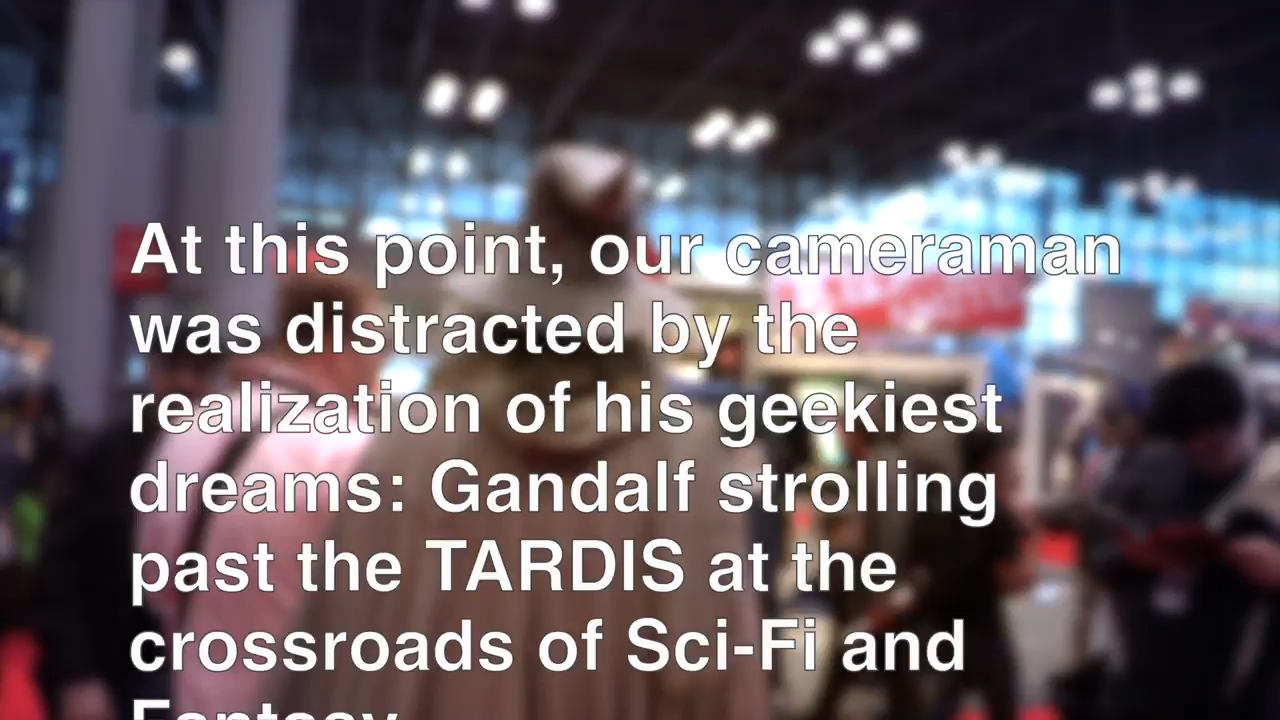 At this point, our cameraman
was distracted by the
realization of his geekiest
dreams: Gandalf strolling
past the TARDIS at the
crossroads of Sci-Fi and
Fantasy